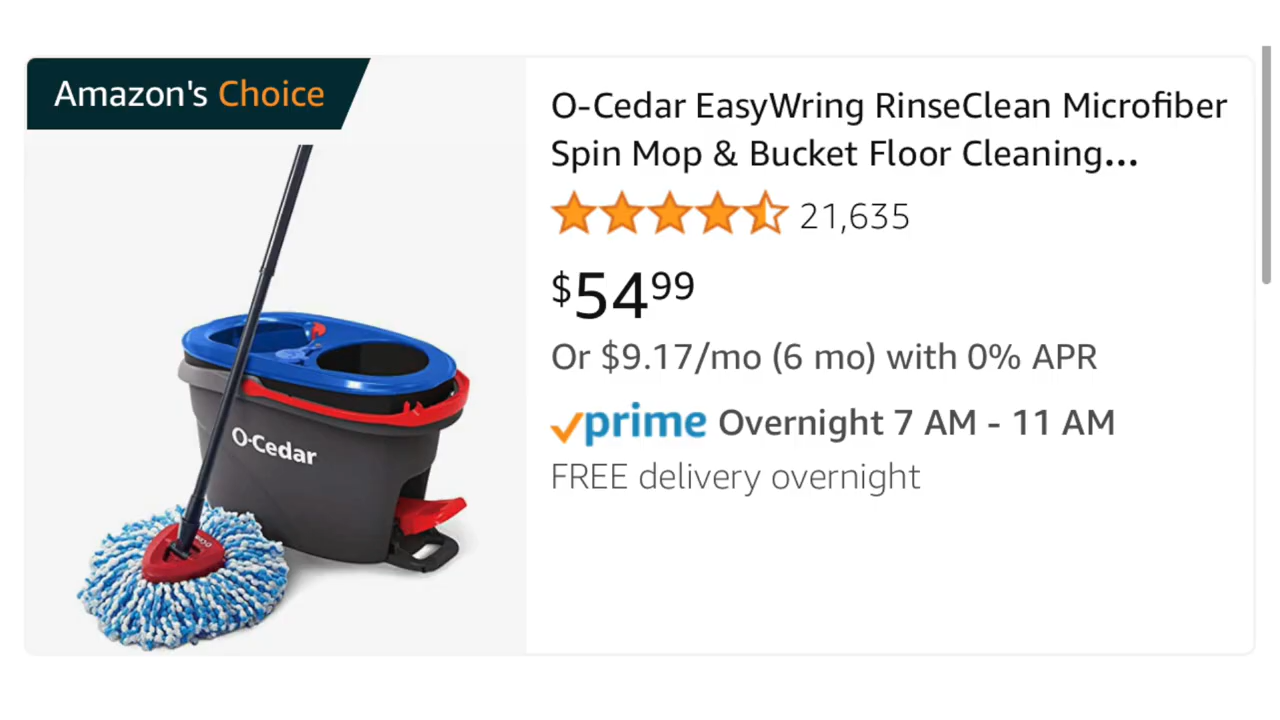 Amazon's Choice
O-Cedar EasyWring RinseClean Microfiber
Spin Mop & Bucket Floor Cleaning...
21,635
$54.99
Or $9.17/mo (6 mo) with 0% APR
prime Overnight 7 AM - 11 AM
FREE delivery overnight
O-Cedar